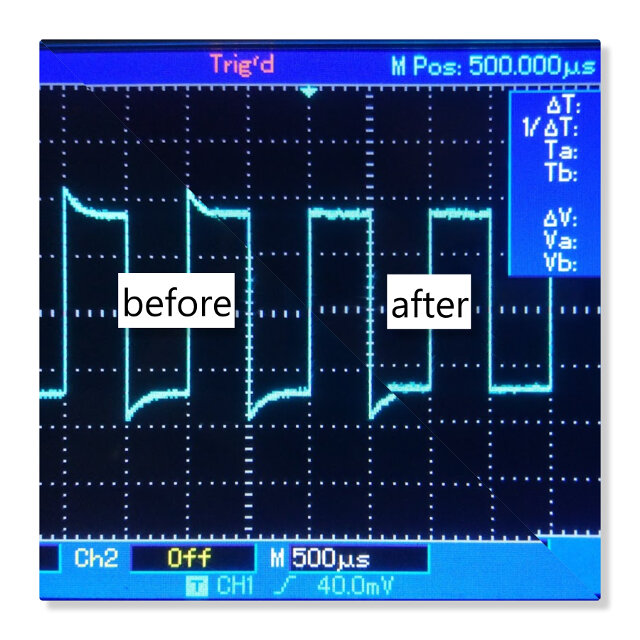 Trig'd M Pos: 500.000µs
ΔT:
1/ΔT:
Ta:
Tb:
ΔV:
Va:
Vb:
before
after
Ch2 Off M 500µs
T CH1 40.0mV